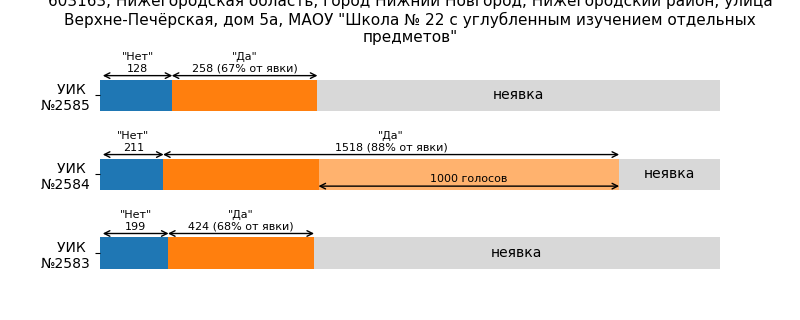 603163, Нижегородская область, город Нижний Новгород, Нижегородский район, улица
Верхне-Печёрская, дом 5а, МАОУ "Школа № 22 с углубленным изучением отдельных
предметов"
"Нет"
128
"Да"
258 (67% от явки)
УИК
№2585
неявка
"Нет"
211
"Да"
1518 (88% от явки)
УИК
№2584
1000 голосов
неявка
"Нет"
199
"Да"
424 (68% от явки)
УИК
№2583
неявка